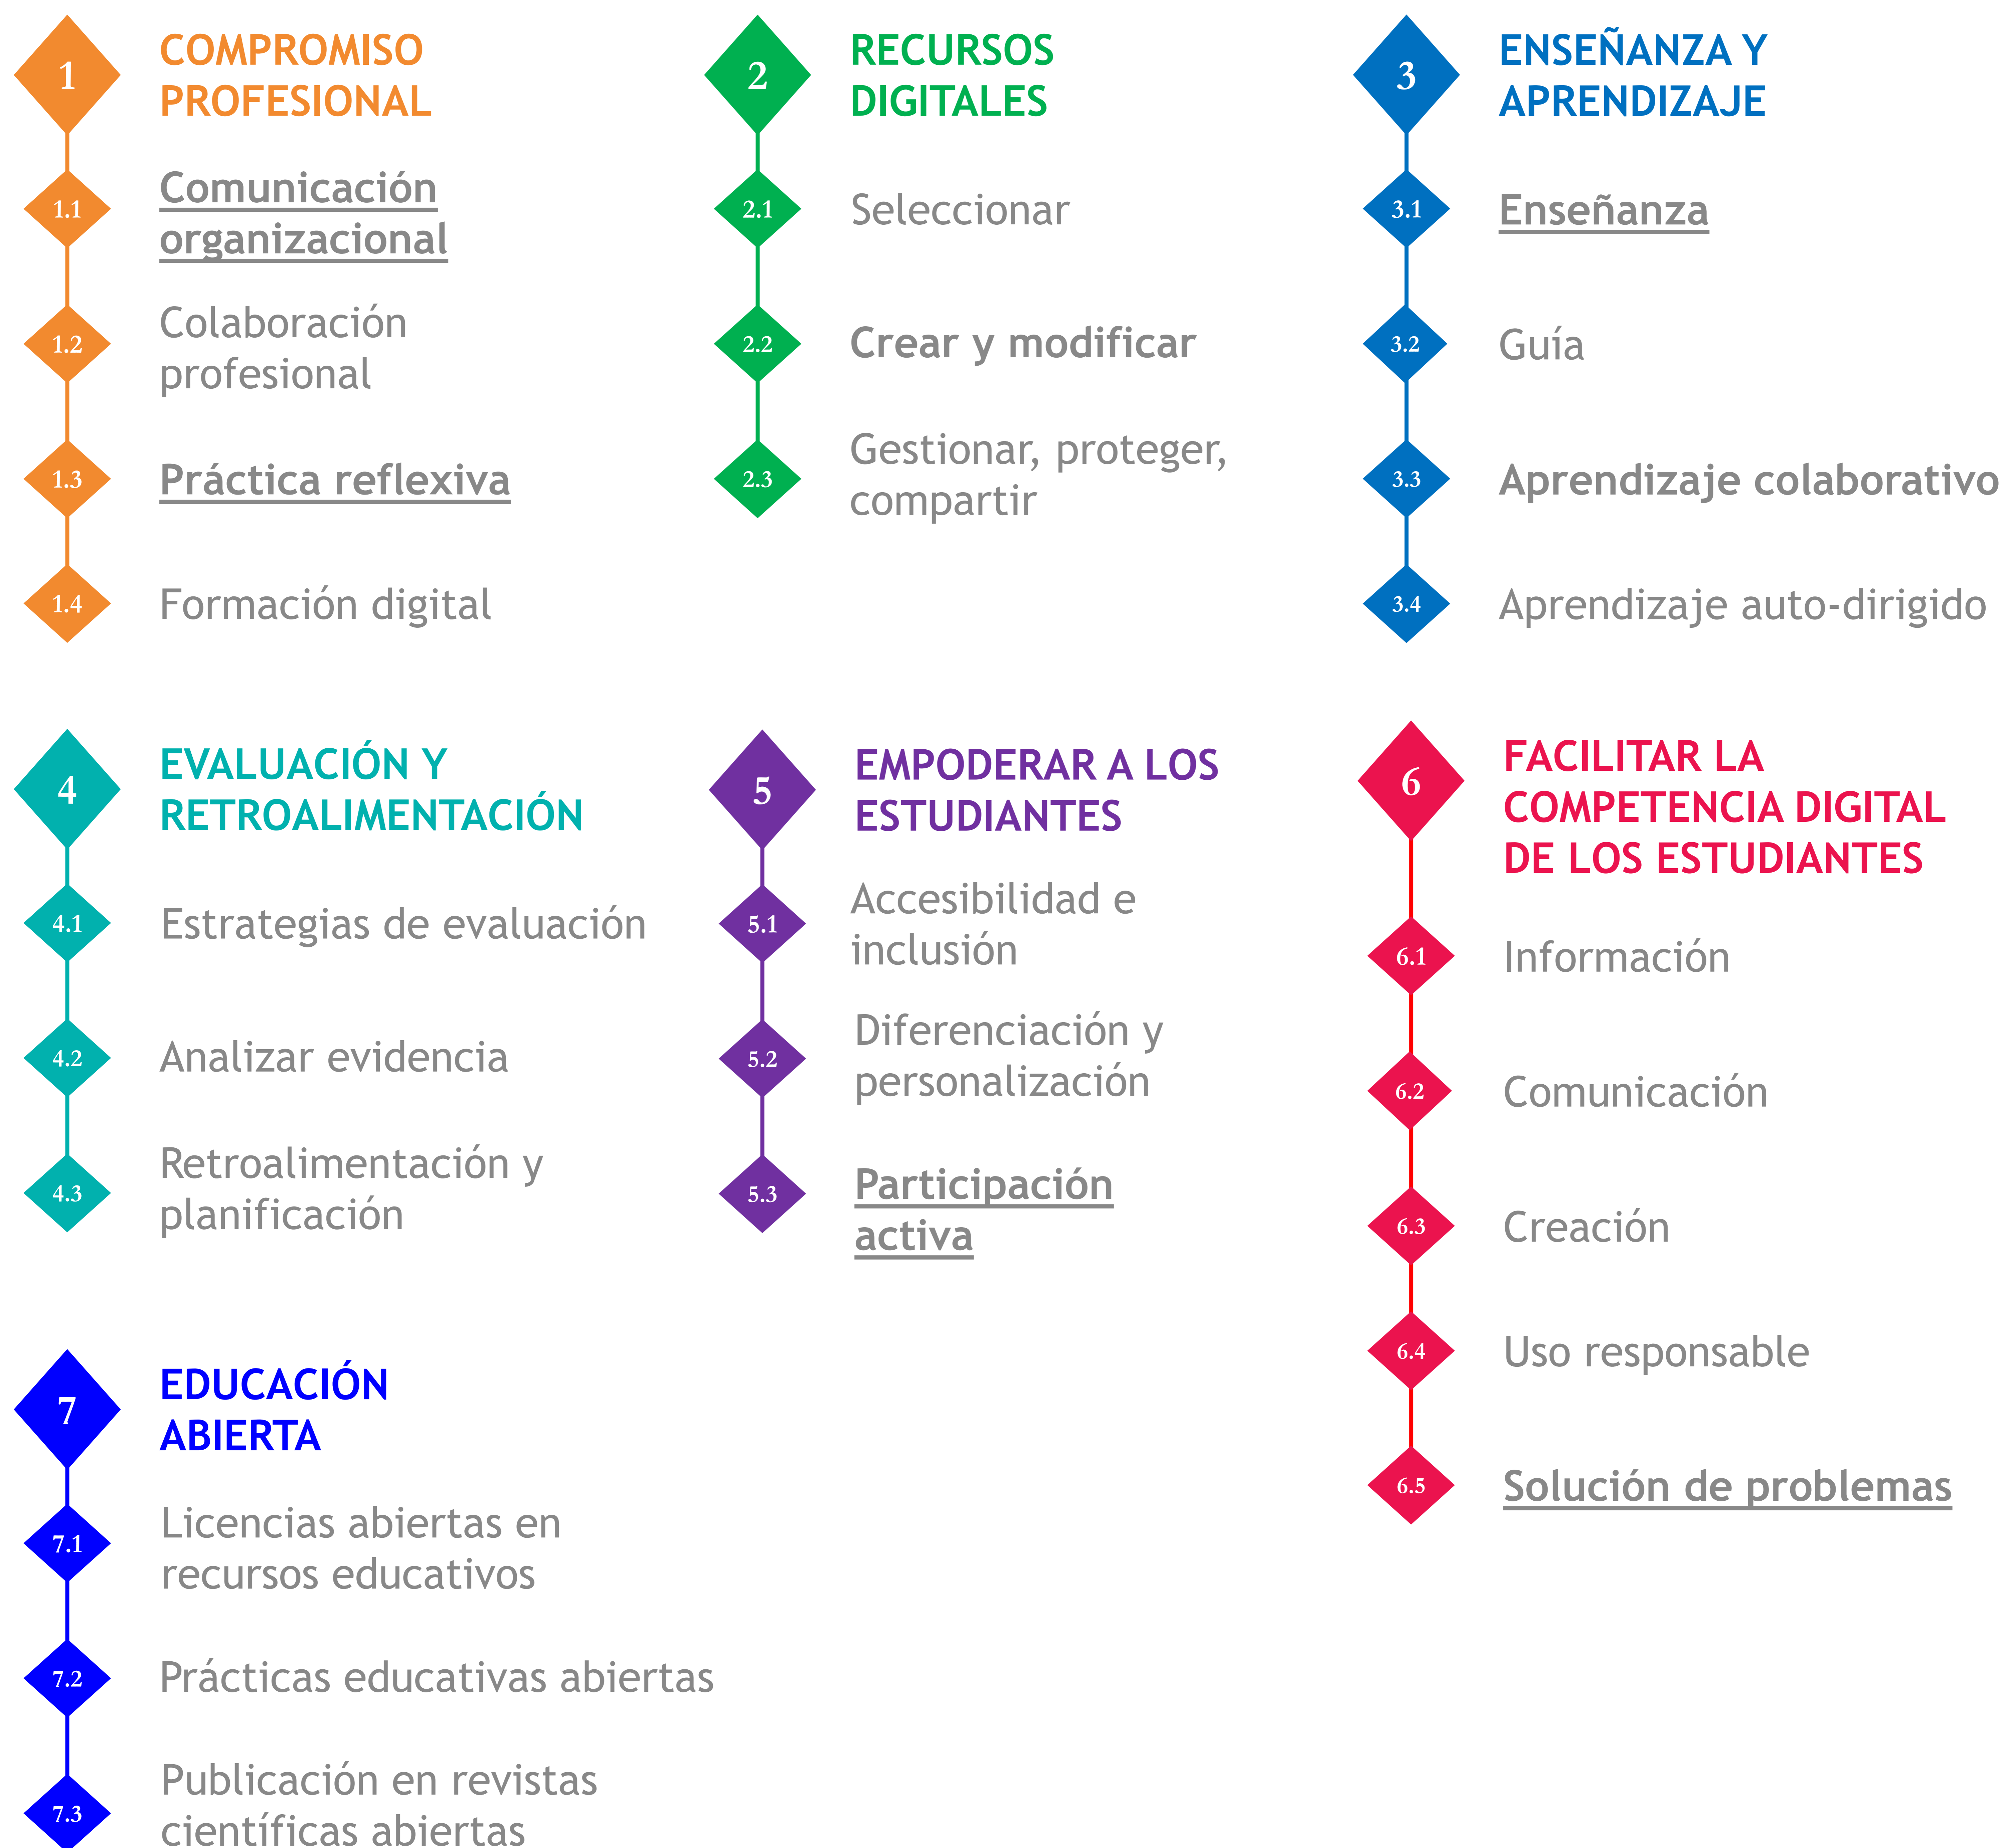 1
COMPROMISO
PROFESIONAL
1.1
Comunicación
organizacional
1.2
Colaboración
profesional
1.3
Práctica reflexiva
1.4
Formación digital
2
RECURSOS
DIGITALES
2.1
Seleccionar
2.2
Crear y modificar
2.3
Gestionar, proteger,
compartir
3
ENSEÑANZA Y
APRENDIZAJE
3.1
Enseñanza
3.2
Guía
3.3
Aprendizaje colaborativo
3.4
Aprendizaje auto-dirigido
4
EVALUACIÓN Y
RETROALIMENTACIÓN
4.1
Estrategias de evaluación
4.2
Analizar evidencia
4.3
Retroalimentación y
planificación
5
EMPODERAR A LOS
ESTUDIANTES
5.1
Accesibilidad e
inclusión
5.2
Diferenciación y
personalización
5.3
Participación
activa
6
FACILITAR LA
COMPETENCIA DIGITAL
DE LOS ESTUDIANTES
6.1
Información
6.2
Comunicación
6.3
Creación
6.4
Uso responsable
6.5
Solución de problemas
7
EDUCACIÓN
ABIERTA
7.1
Licencias abiertas en
recursos educativos
7.2
Prácticas educativas abiertas
7.3
Publicación en revistas
científicas abiertas